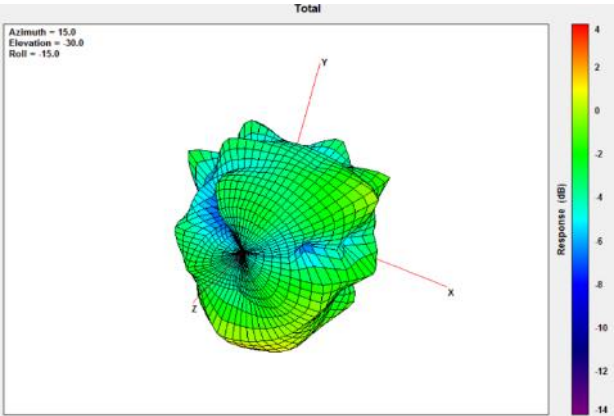 Total
Azimuth = 15.0
Elevation = -30.0
Roll = -15.0
Y
X
Z
4
2
0
-2
-4
-6
-8
-10
-12
-14
Response (dB)